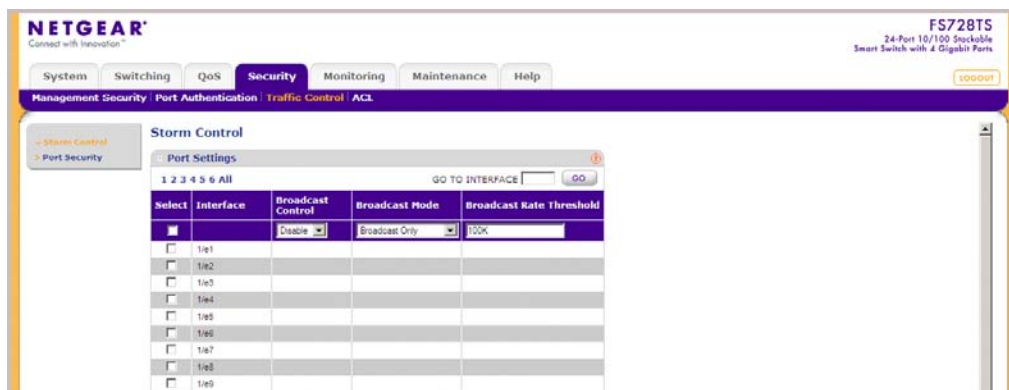 NETGEAR
Connect with Innovation™
FS728TS
24-Port 10/100 Stackable
Smart Switch with 4 Gigabit Ports
System Switching QoS Security Monitoring Maintenance Help
LOGOUT
Management Security Port Authentication Traffic Control ACL
Storm Control
> Port Security
Storm Control
Port Settings
1 2 3 4 5 6 All GO TO INTERFACE GO
Select Interface Broadcast Control Broadcast Mode Broadcast Rate Threshold
Disable Broadcast Only 100K
1/e1
1/e2
1/e3
1/e4
1/e5
1/e6
1/e7
1/e8
1/e9